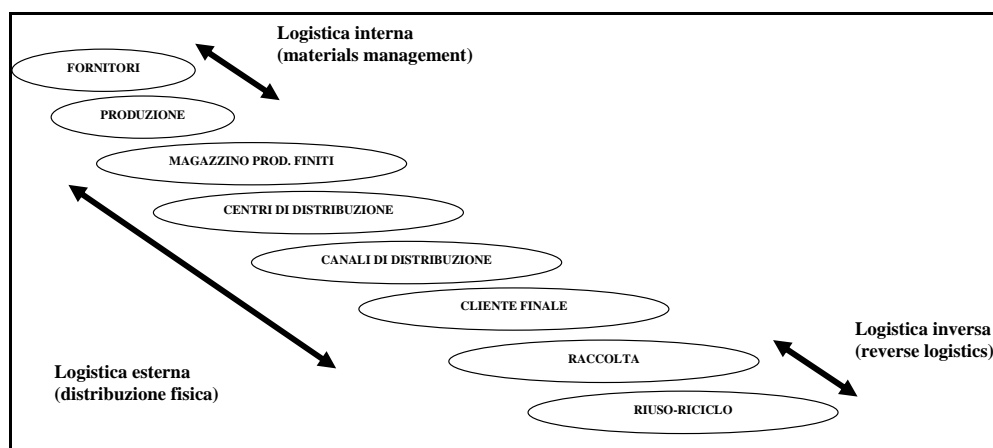 Logistica interna
(materials management)
FORNITORI
PRODUZIONE
MAGAZZINO PROD. FINITI
CENTRI DI DISTRIBUZIONE
CANALI DI DISTRIBUZIONE
CLIENTE FINALE
Logistica inversa
(reverse logistics)
RACCOLTA
Logistica esterna
(distribuzione fisica)
RIUSO-RICICLO